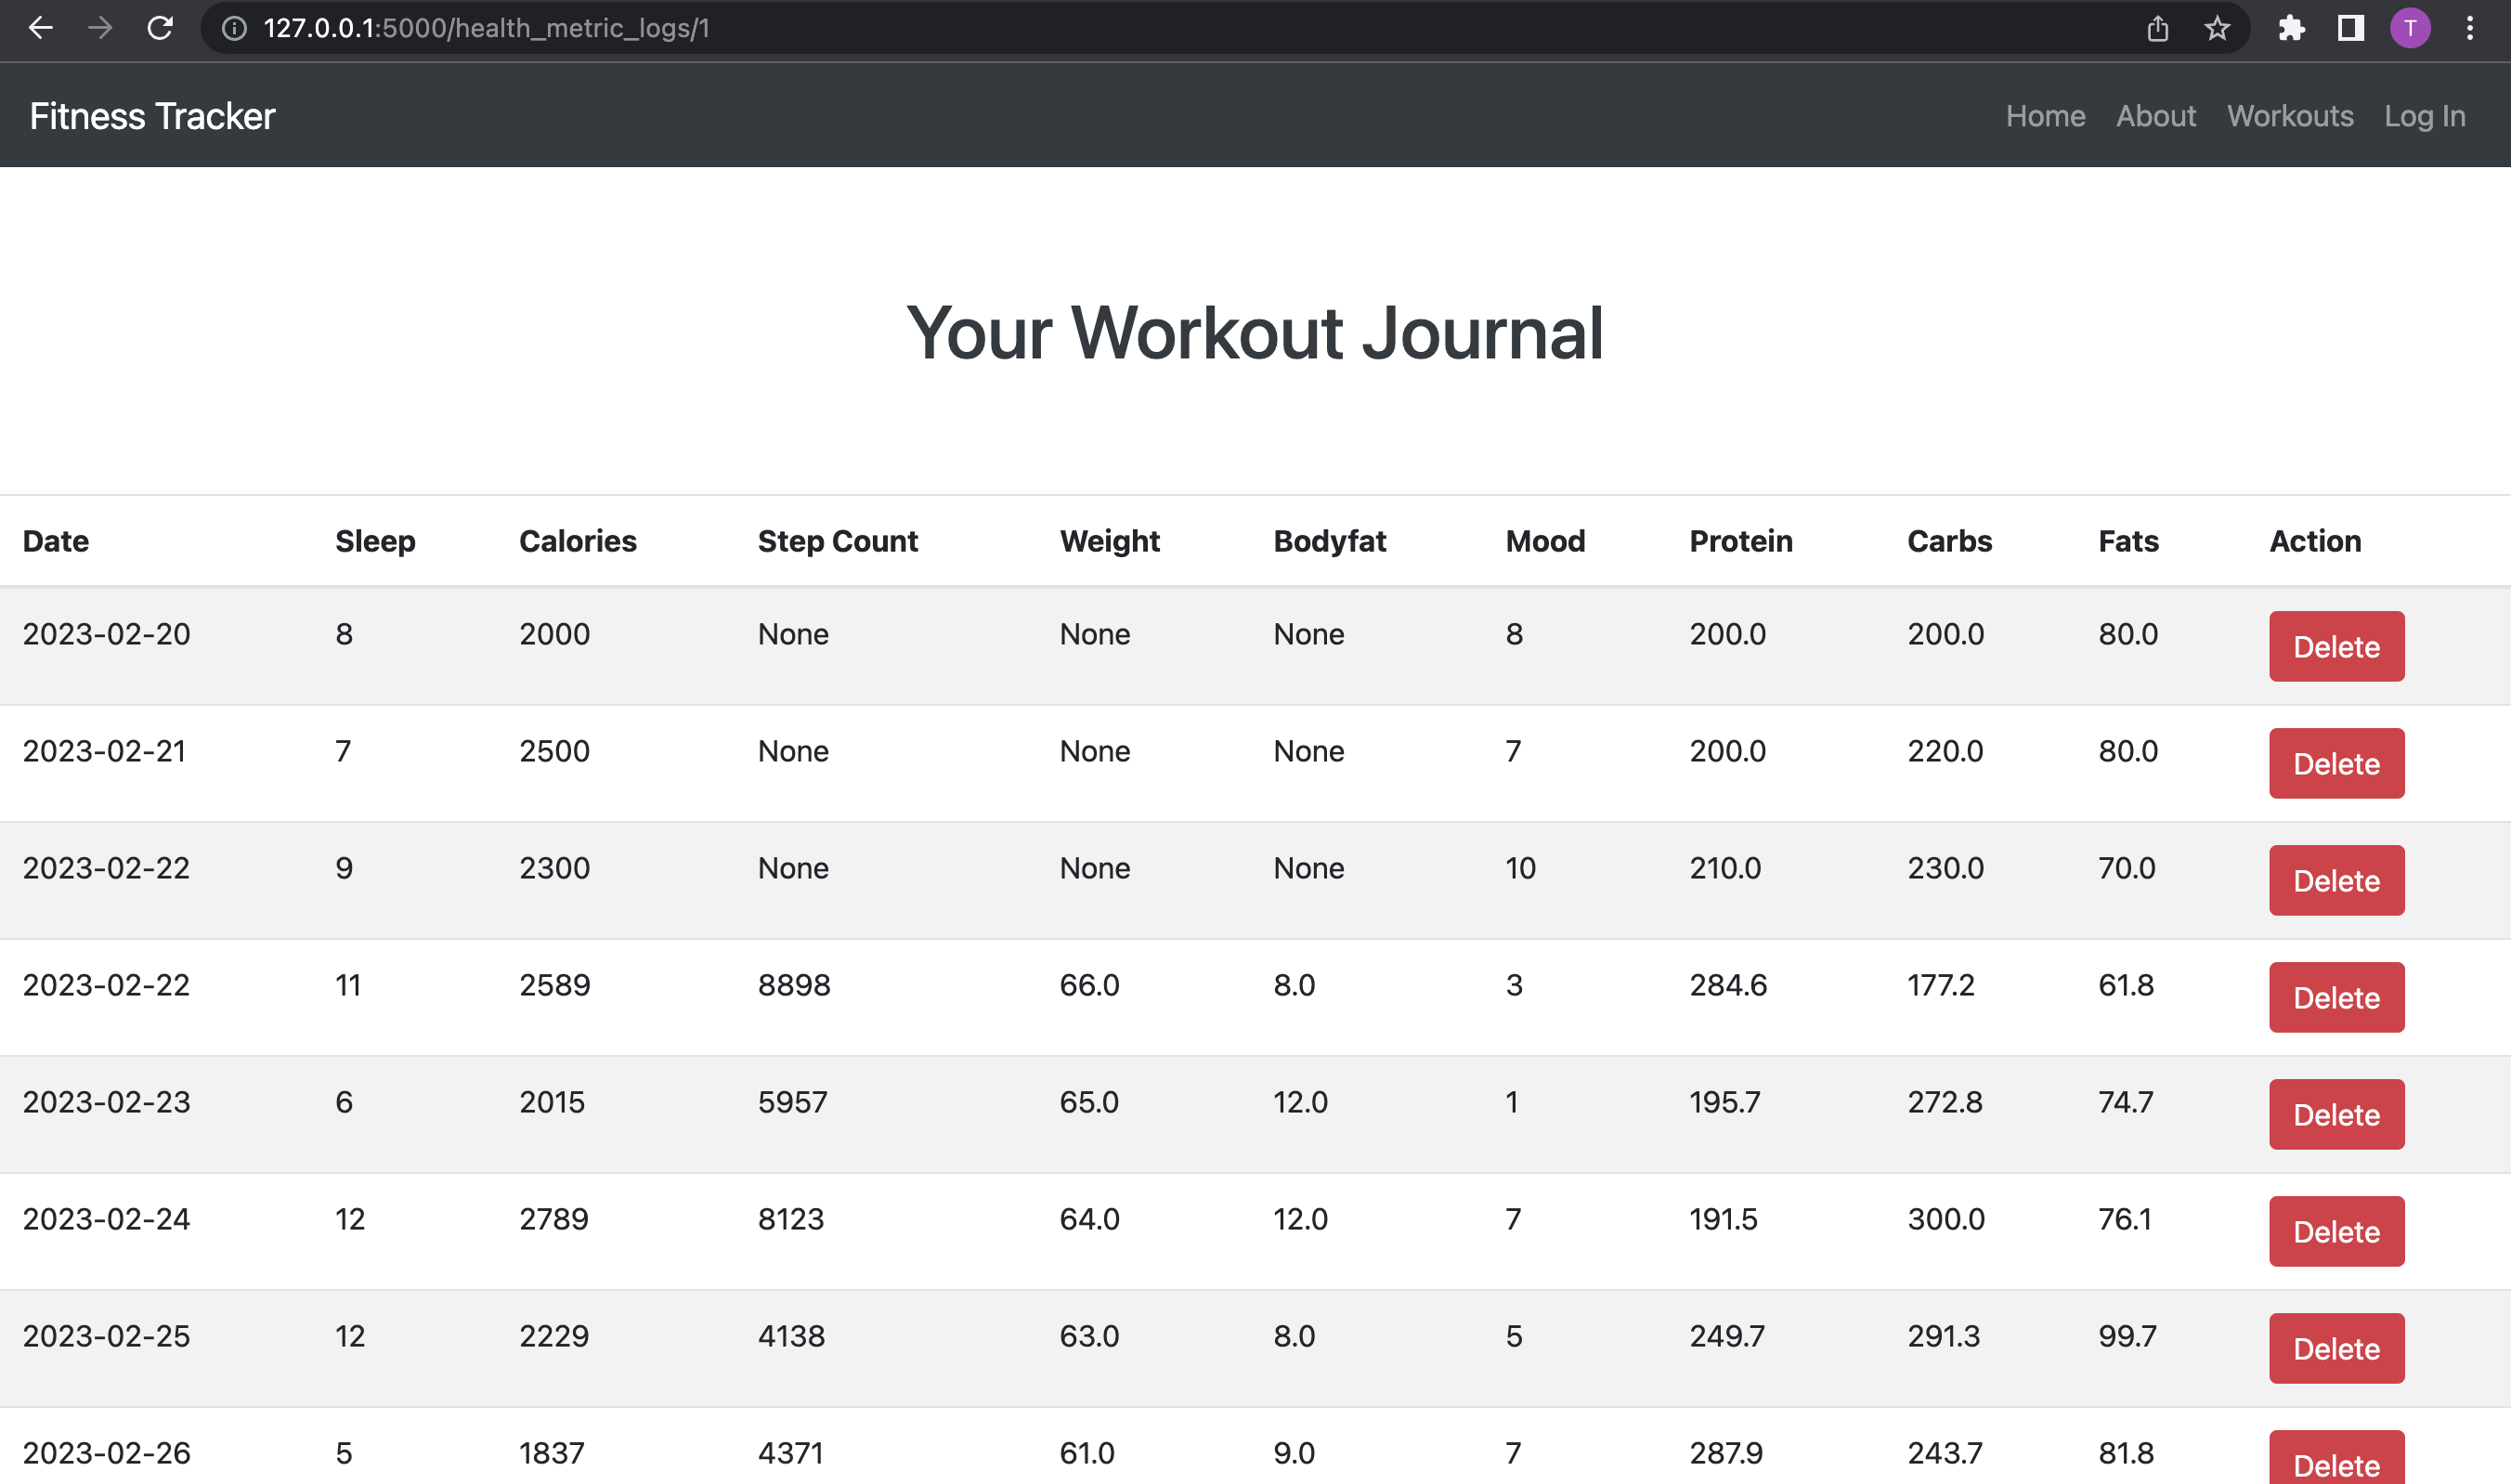 127.0.0.1:5000/health_metric_logs/1
T
Fitness Tracker Home About Workouts Log In
Your Workout Journal
Date Sleep Calories Step Count Weight Bodyfat Mood Protein Carbs Fats Action
2023-02-20 8 2000 None None None 8 200.0 200.0 80.0 Delete
2023-02-21 7 2500 None None None 7 200.0 220.0 80.0 Delete
2023-02-22 9 2300 None None None 10 210.0 230.0 70.0 Delete
2023-02-22 11 2589 8898 66.0 8.0 3 284.6 177.2 61.8 Delete
2023-02-23 6 2015 5957 65.0 12.0 1 195.7 272.8 74.7 Delete
2023-02-24 12 2789 8123 64.0 12.0 7 191.5 300.0 76.1 Delete
2023-02-25 12 2229 4138 63.0 8.0 5 249.7 291.3 99.7 Delete
2023-02-26 5 1837 4371 61.0 9.0 7 287.9 243.7 81.8 Delete